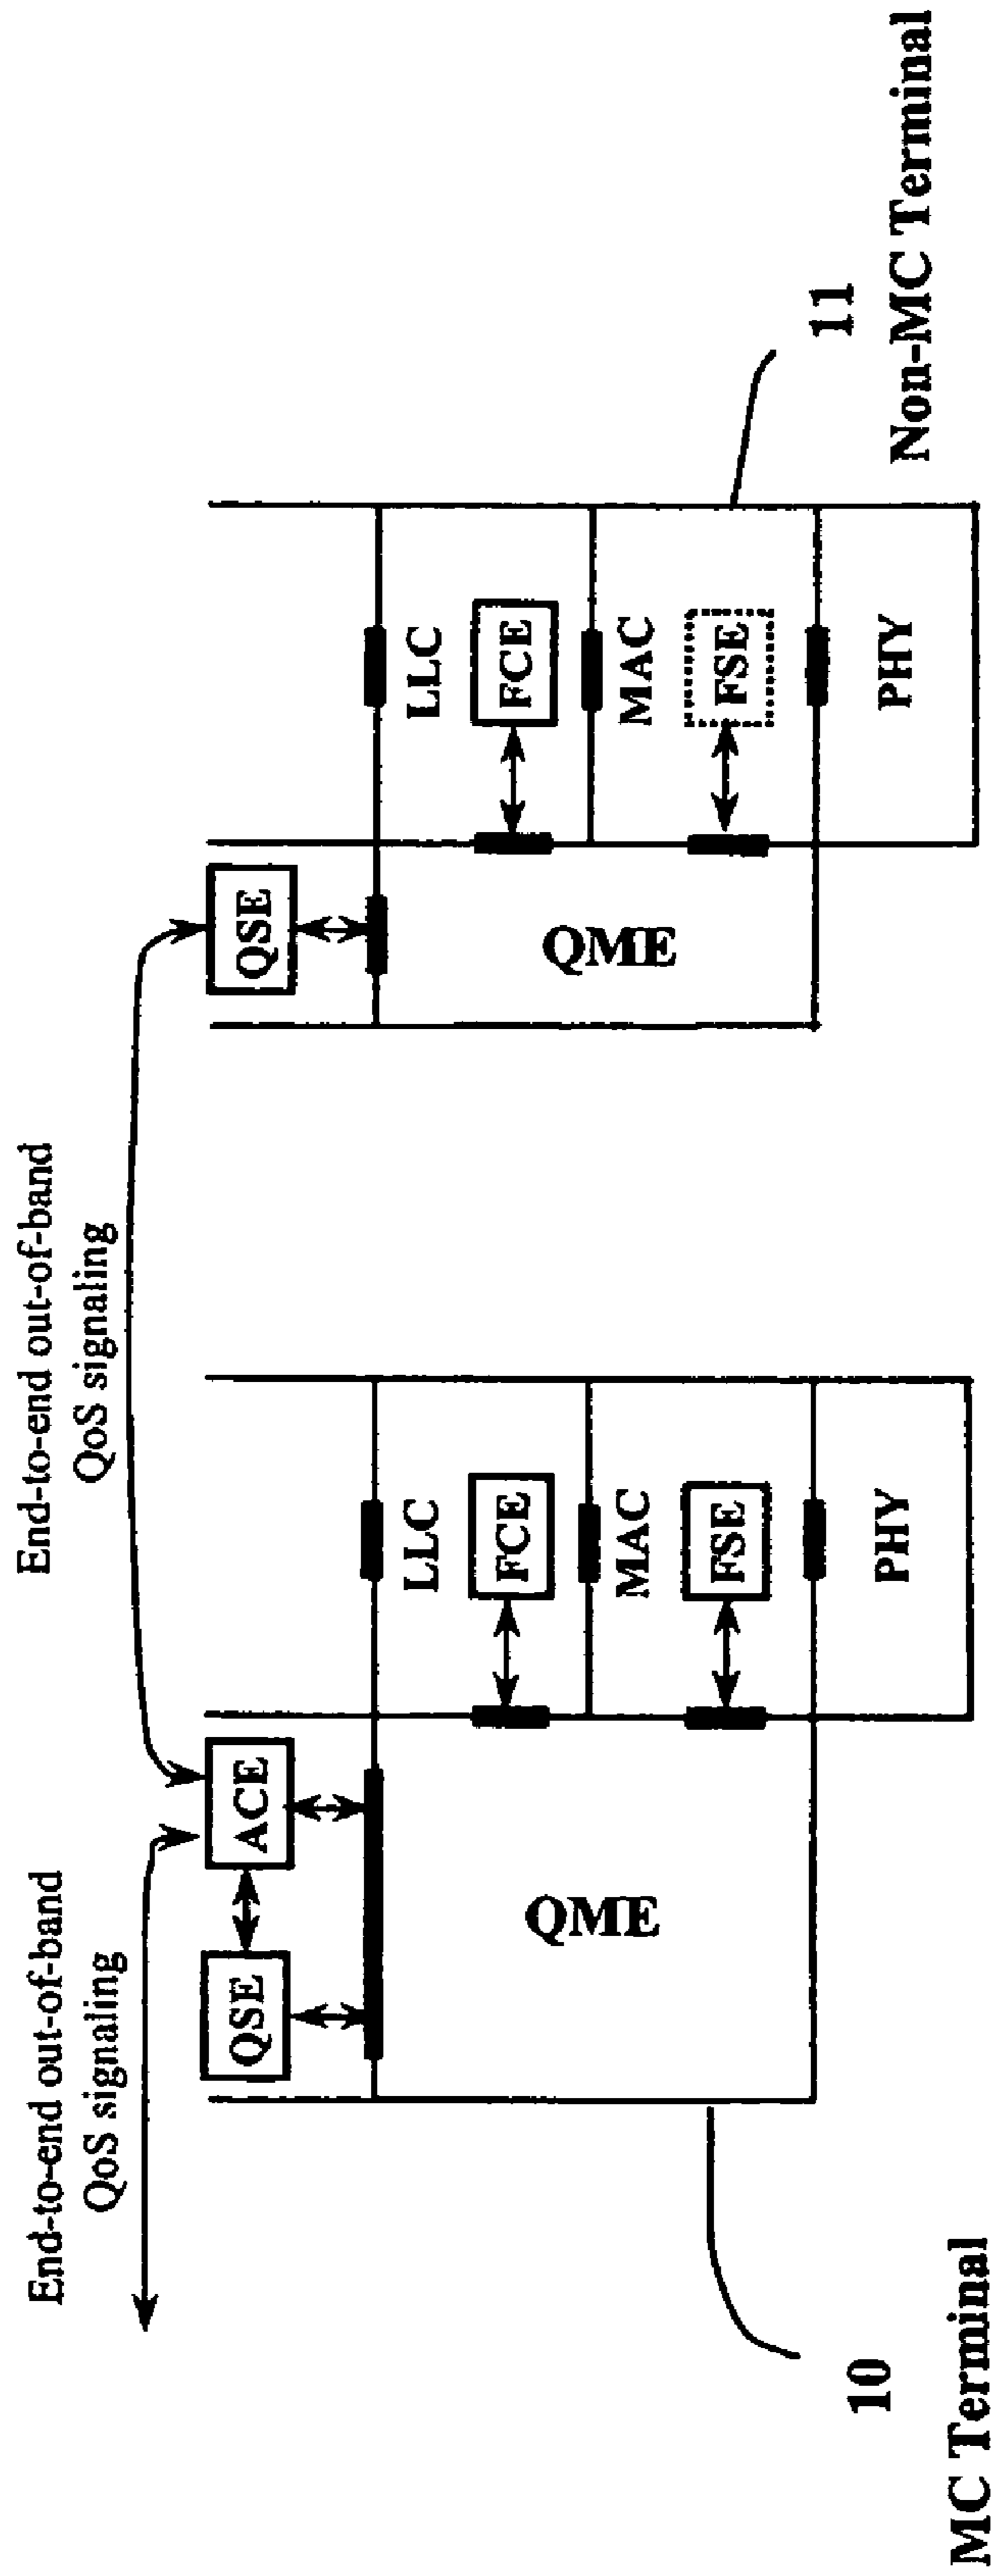 End-to-end out-of-band
QoS signaling
End-to-end out-of-band
QoS signaling
QSE
ACE
QME
LLC
FCE
MAC
FSE
PHY
10
MC Terminal
QSE
QME
LLC
FCE
MAC
FSE
PHY
11
Non-MC Terminal